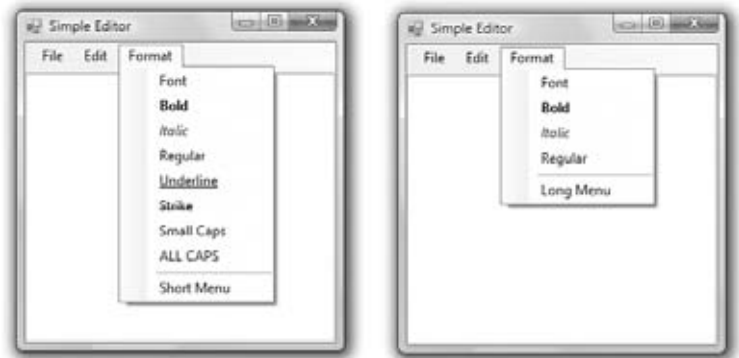 Simple Editor
File Edit Format
Font
Bold
Italic
Regular
Underline
Strike
Small Caps
ALL CAPS
Short Menu
Simple Editor
File Edit Format
Font
Bold
Italic
Regular
Long Menu